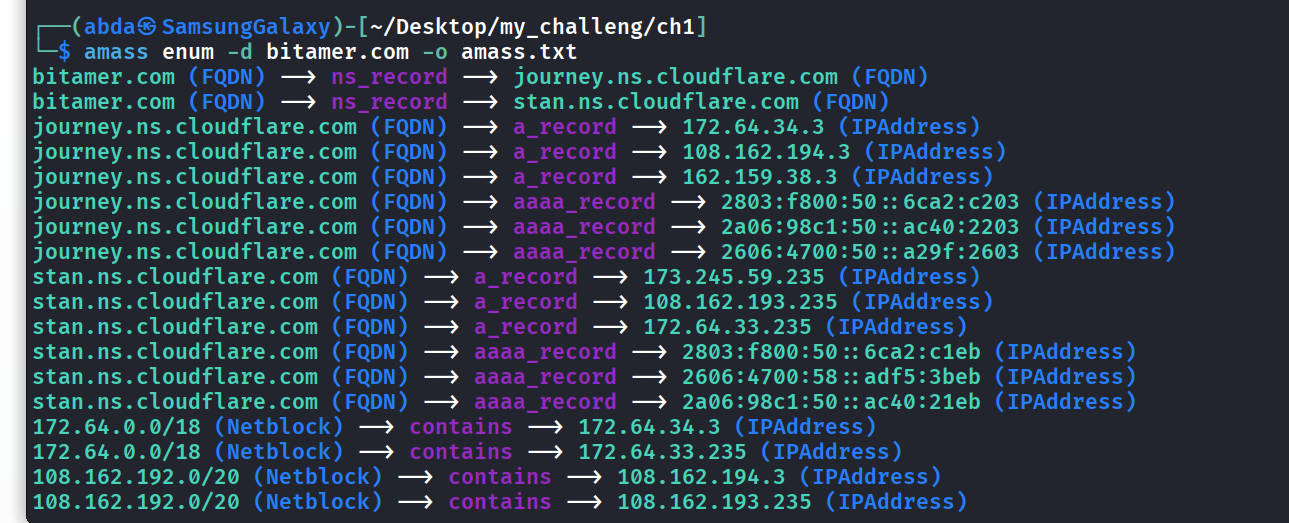 ┌──(abda㉿SamsungGalaxy)-[~/Desktop/my_challeng/ch1]
└─$ amass enum -d bitamer.com -o amass.txt
bitamer.com (FQDN) ⟶ ns_record ⟶ journey.ns.cloudflare.com (FQDN)
bitamer.com (FQDN) ⟶ ns_record ⟶ stan.ns.cloudflare.com (FQDN)
journey.ns.cloudflare.com (FQDN) ⟶ a_record ⟶ 172.64.34.3 (IPAddress)
journey.ns.cloudflare.com (FQDN) ⟶ a_record ⟶ 108.162.194.3 (IPAddress)
journey.ns.cloudflare.com (FQDN) ⟶ a_record ⟶ 162.159.38.3 (IPAddress)
journey.ns.cloudflare.com (FQDN) ⟶ aaaa_record ⟶ 2803:f800:50::6ca2:c203 (IPAddress)
journey.ns.cloudflare.com (FQDN) ⟶ aaaa_record ⟶ 2a06:98c1:50::ac40:2203 (IPAddress)
journey.ns.cloudflare.com (FQDN) ⟶ aaaa_record ⟶ 2606:4700:50::a29f:2603 (IPAddress)
stan.ns.cloudflare.com (FQDN) ⟶ a_record ⟶ 173.245.59.235 (IPAddress)
stan.ns.cloudflare.com (FQDN) ⟶ a_record ⟶ 108.162.193.235 (IPAddress)
stan.ns.cloudflare.com (FQDN) ⟶ a_record ⟶ 172.64.33.235 (IPAddress)
stan.ns.cloudflare.com (FQDN) ⟶ aaaa_record ⟶ 2803:f800:50::6ca2:c1eb (IPAddress)
stan.ns.cloudflare.com (FQDN) ⟶ aaaa_record ⟶ 2606:4700:58::adf5:3beb (IPAddress)
stan.ns.cloudflare.com (FQDN) ⟶ aaaa_record ⟶ 2a06:98c1:50::ac40:21eb (IPAddress)
172.64.0.0/18 (Netblock) ⟶ contains ⟶ 172.64.34.3 (IPAddress)
172.64.0.0/18 (Netblock) ⟶ contains ⟶ 172.64.33.235 (IPAddress)
108.162.192.0/20 (Netblock) ⟶ contains ⟶ 108.162.194.3 (IPAddress)
108.162.192.0/20 (Netblock) ⟶ contains ⟶ 108.162.193.235 (IPAddress)